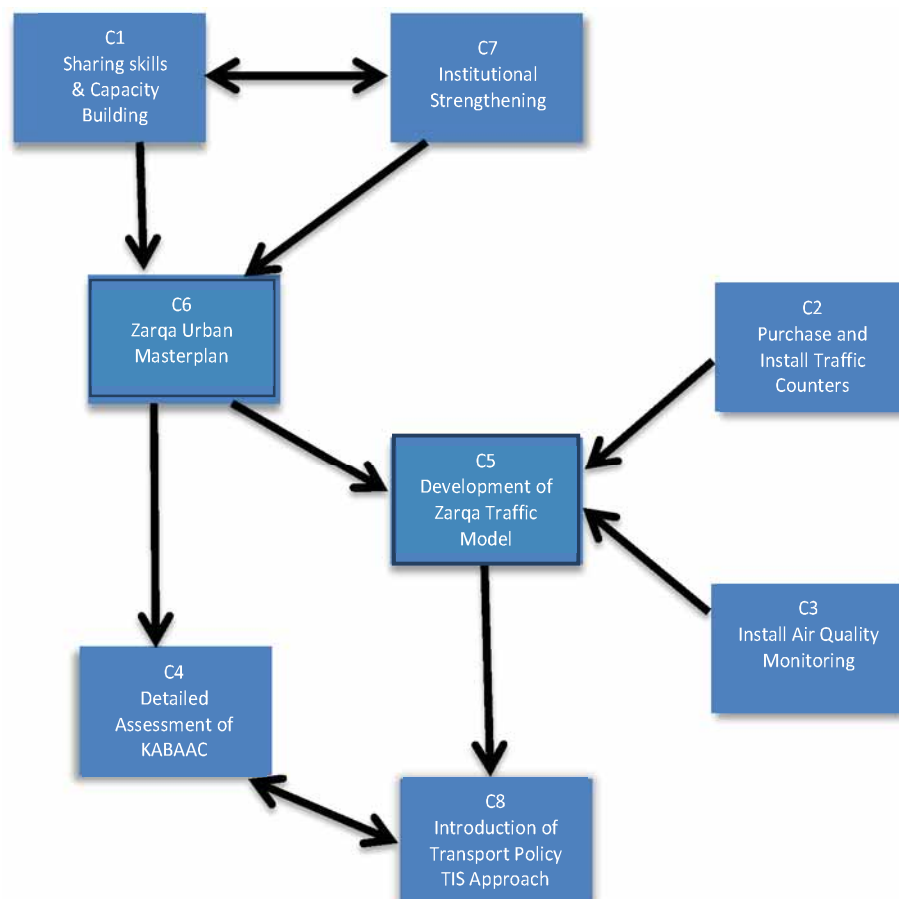 C1
Sharing skills
& Capacity
Building
C7
Institutional
Strengthening
C6
Zarqa Urban
Masterplan
C2
Purchase and
Install Traffic
Counters
C5
Development of
Zarqa Traffic
Model
C3
Install Air Quality
Monitoring
C4
Detailed
Assessment of
KABAAC
C8
Introduction of
Transport Policy
TIS Approach